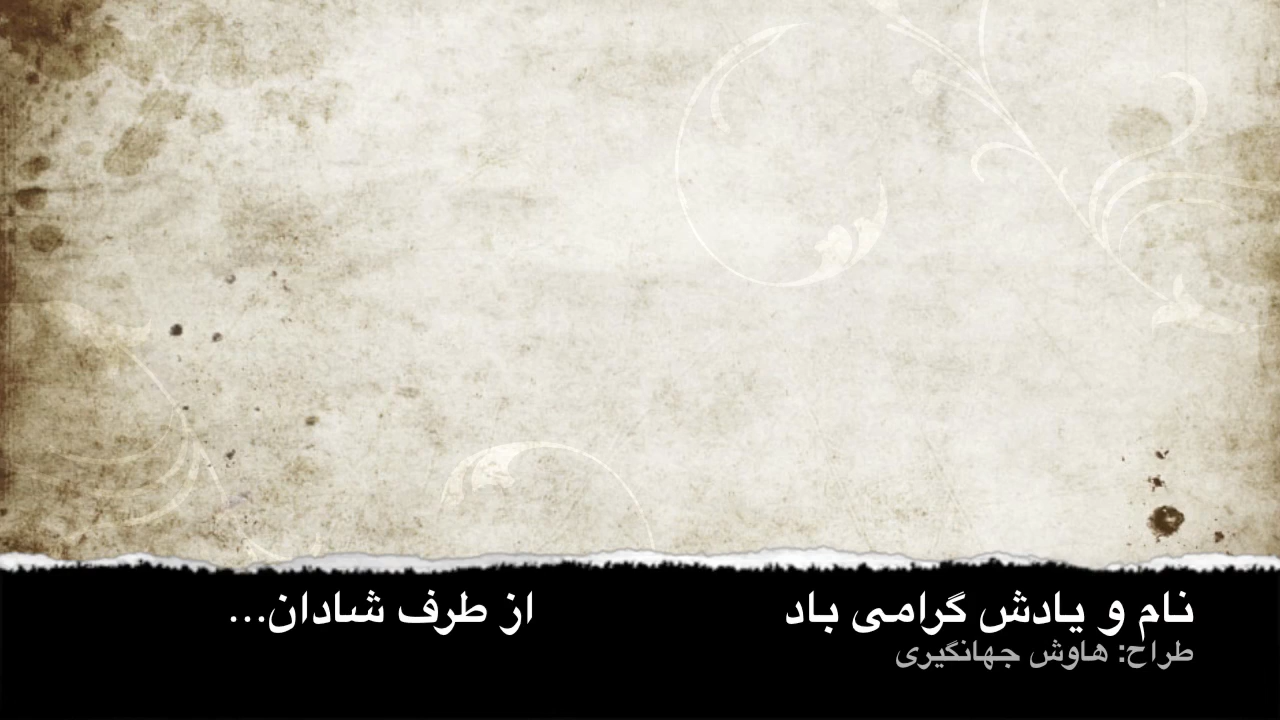 نام و یادش گرامی باد از طرف شادان...
طراح: هاوش جهانگیری